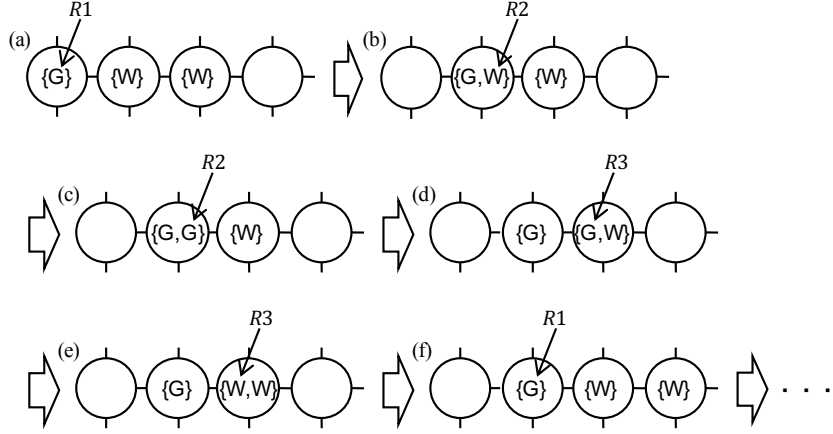 R1
(a) {G} {W} {W}
R2
(b) {G,W} {W}
R2
(c) {G,G} {W}
R3
(d) {G} {G,W}
R3
(e) {G} {W,W}
R1
(f) {G} {W} {W}
. . .